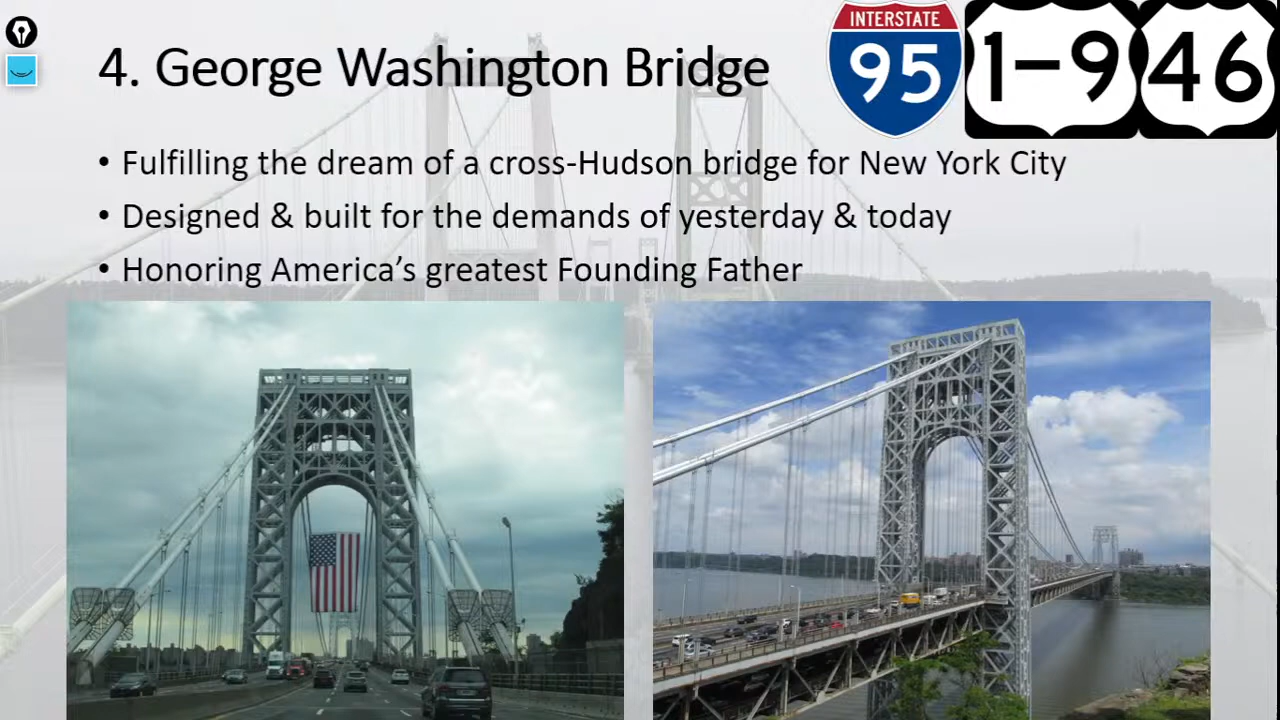 4. George Washington Bridge
INTERSTATE
95
1-9
46
• Fulfilling the dream of a cross-Hudson bridge for New York City
• Designed & built for the demands of yesterday & today
• Honoring America's greatest Founding Father